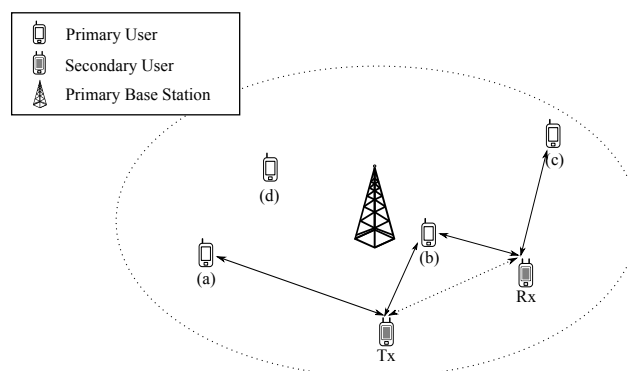 Primary User
Secondary User
Primary Base Station
(c)
(d)
(b)
(a)
Rx
Tx